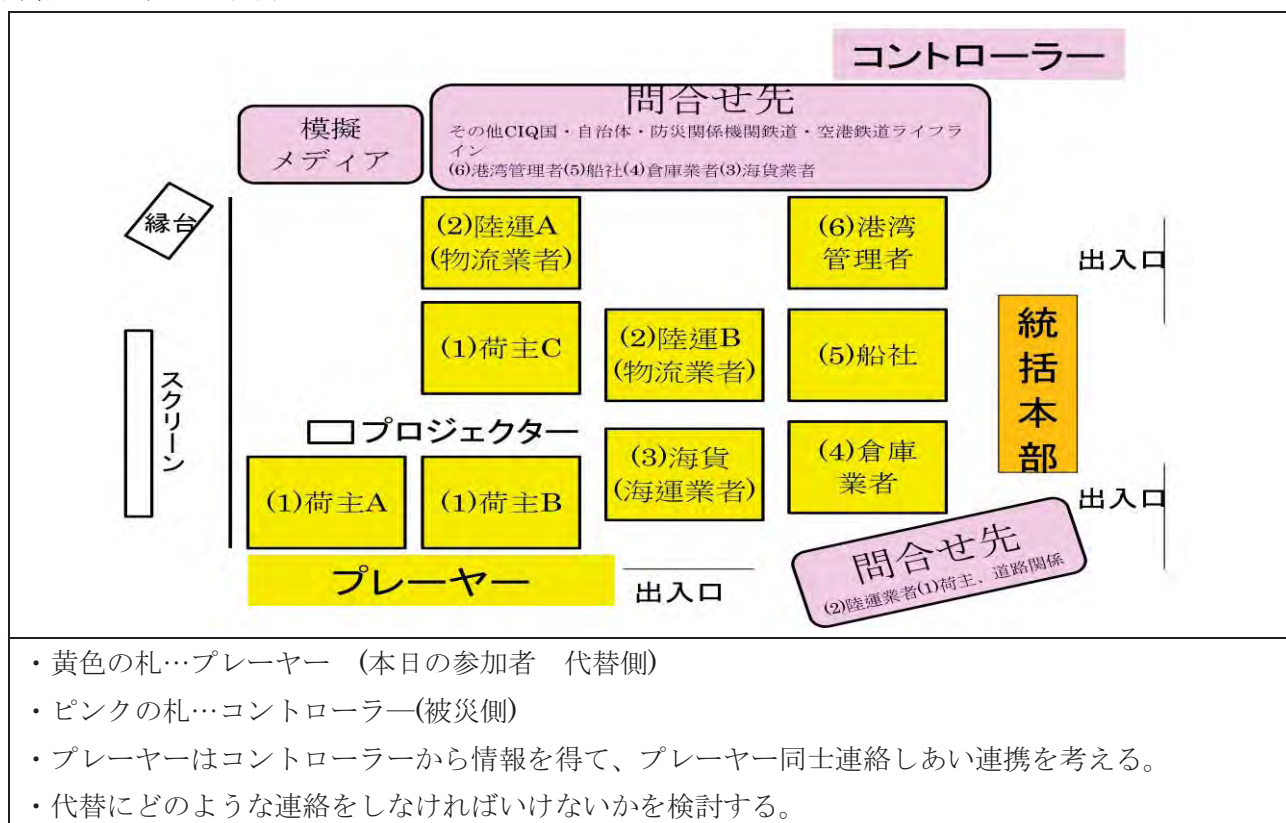 コントローラー
問合せ先
模擬
メディア
その他CIQ国・自治体・防災関係機関鉄道・空港鉄道ライフラ
イン
(6)港湾管理者(5)船社(4)倉庫業者(3)海貨業者
縁台
(2)陸運A
(物流業者)
(6)港湾
管理者
出入口
(1)荷主C
(2)陸運B
(物流業者)
(5)船社
統括本部
スクリーン
プロジェクター
(1)荷主A
(1)荷主B
(3)海貨
(海運業者)
(4)倉庫
業者
出入口
問合せ先
(2)陸運業者(1)荷主、道路関係
プレーヤー
出入口
・黄色の札…プレーヤー (本日の参加者 代替側)
・ピンクの札…コントローラ―(被災側)
・プレーヤーはコントローラーから情報を得て、プレーヤー同士連絡しあい連携を考える。
・代替にどのような連絡をしなければいけないかを検討する。